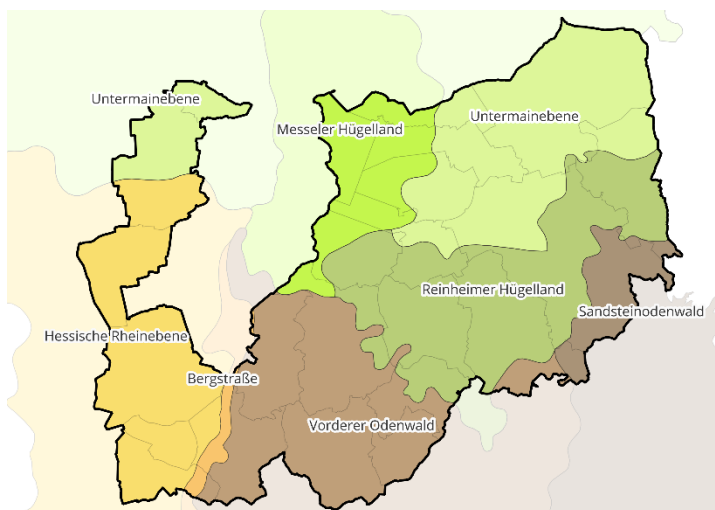 Untermainebene
Untermainebene
Messeler Hügelland
Reinheimer Hügelland
Sandsteinodenwald
Hessische Rheinebene
Bergstraße
Vorderer Odenwald